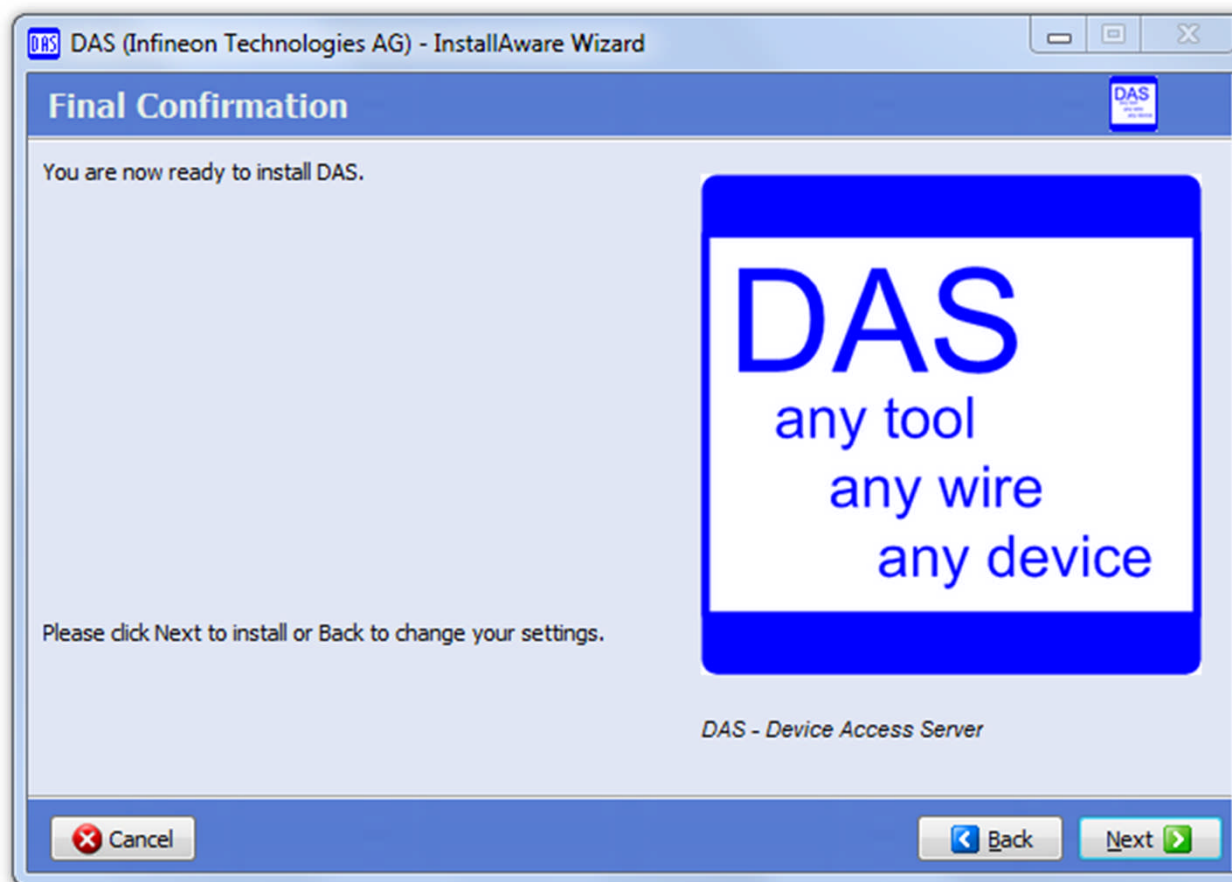 DAS DAS (Infineon Technologies AG) - InstallAware Wizard
Final Confirmation
DAS
You are now ready to install DAS.
DAS
any tool
any wire
any device
Please click Next to install or Back to change your settings.
DAS - Device Access Server
Cancel
Back
Next